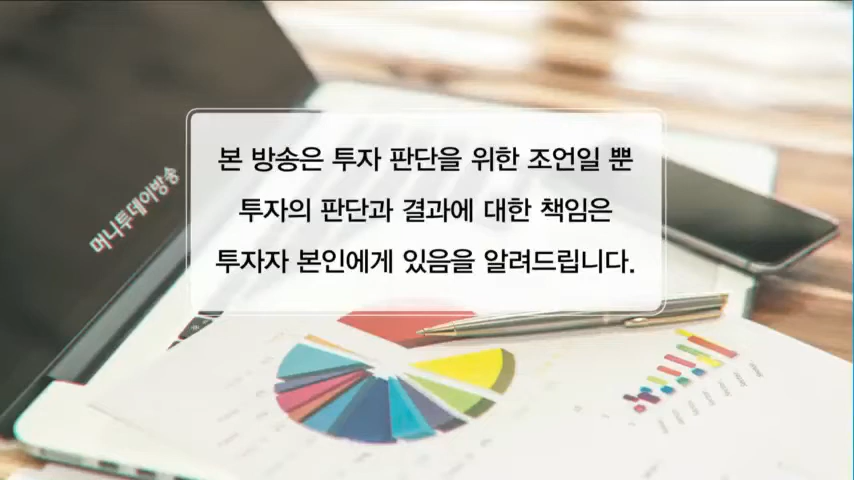 본 방송은 투자 판단을 위한 조언일 뿐
투자의 판단과 결과에 대한 책임은
투자자 본인에게 있음을 알려드립니다.
머니투데이방송